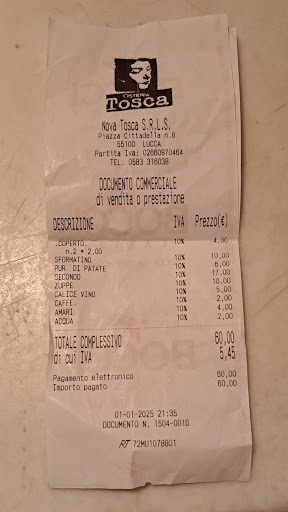 OSTERIA
TOSCA
Nova Tosca S.R.L.S.
Piazza Cittadella n.8
55100 LUCCA
Partita Iva: 02660970464
TEL. 0583 316038
DOCUMENTO COMMERCIALE
di vendita o prestazione
DESCRIZIONE IVA Prezzo(€)
.COPERTO. 10% 4,00
n.2 * 2,00
SFORMATINO 10% 10,00
PUR. DI PATATE 10% 6,00
SECONDO 10% 17,00
ZUPPE 10% 10,00
CALICE VINO 10% 5,00
CAFFE. 10% 2,00
AMARI 10% 4,00
ACQUA 10% 2,00
TOTALE COMPLESSIVO 60,00
di cui IVA 5,45
Pagamento elettronico 60,00
Importo pagato 60,00
01-01-2025 21:35
DOCUMENTO N. 1504-0016
RT 72MU1078801